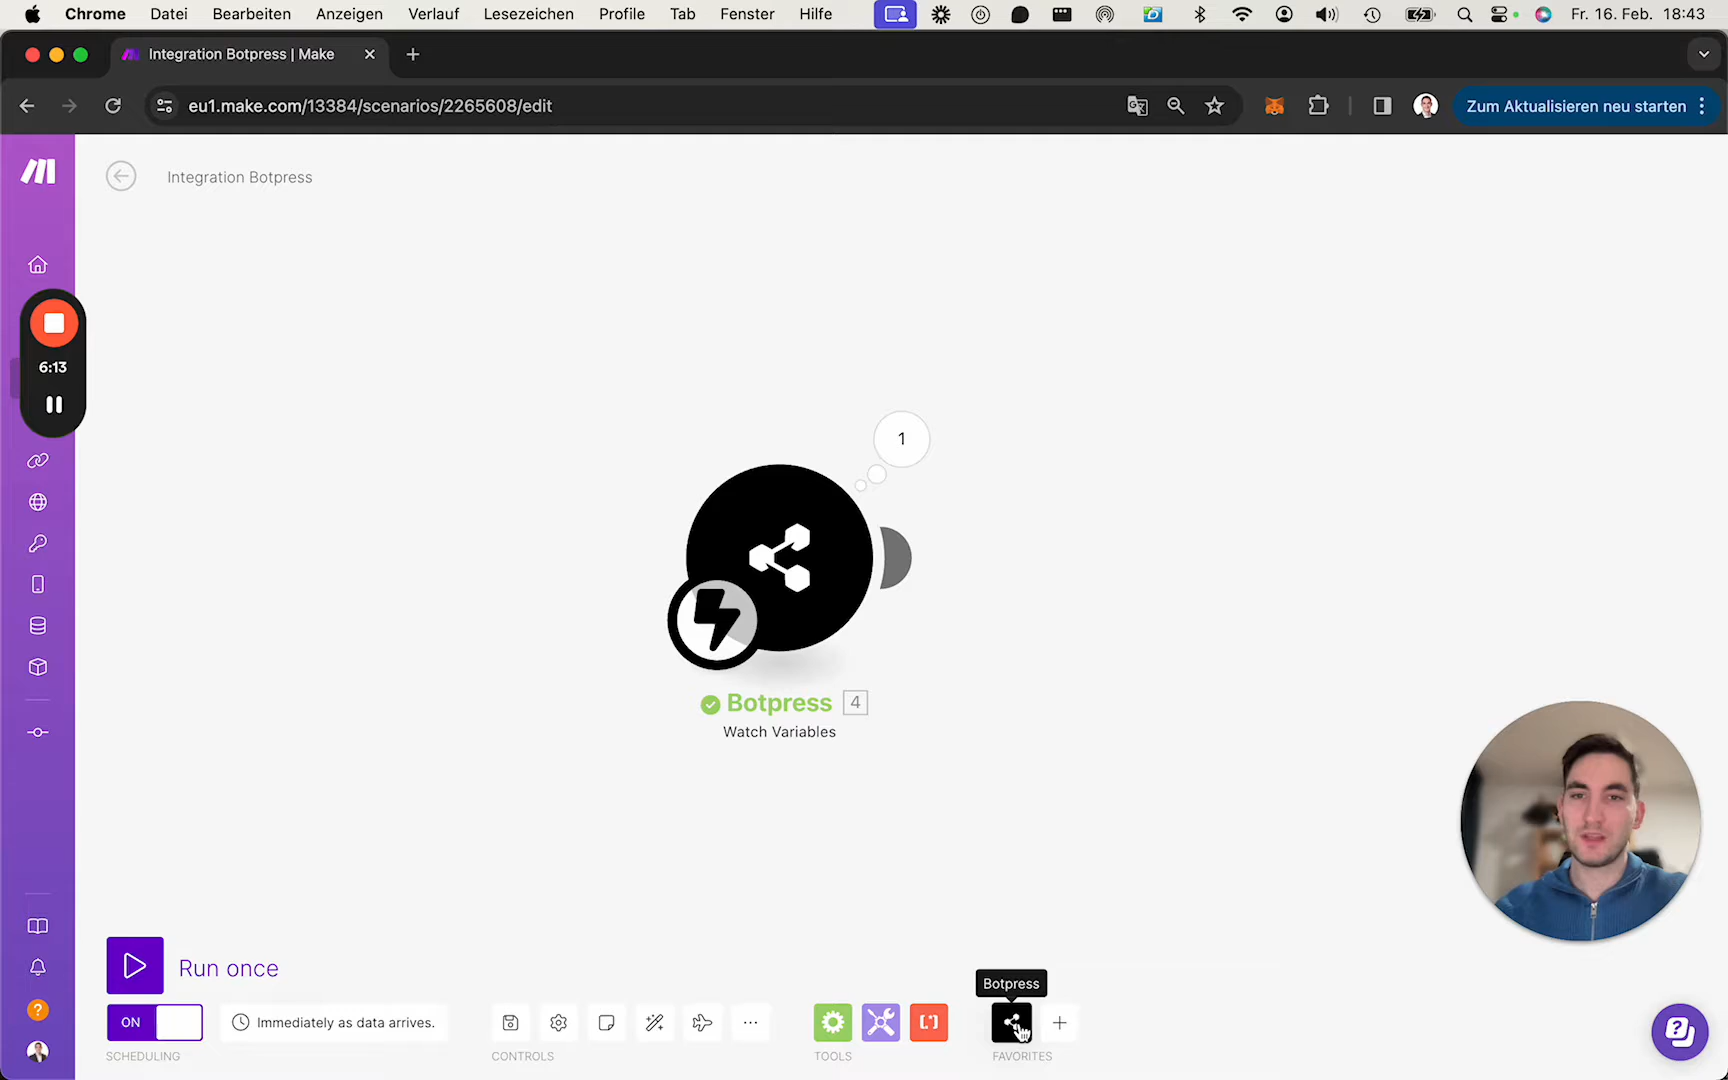 Chrome Datei Bearbeiten Anzeigen Verlauf Lesezeichen Profile Tab Fenster Hilfe Fr. 16. Feb. 18:43
Integration Botpress | Make
eu1.make.com/13384/scenarios/2265608/edit Zum Aktualisieren neu starten
Integration Botpress
6:13
1
Botpress 4
Watch Variables
Run once
Botpress
ON Immediately as data arrives.
SCHEDULING CONTROLS TOOLS FAVORITES